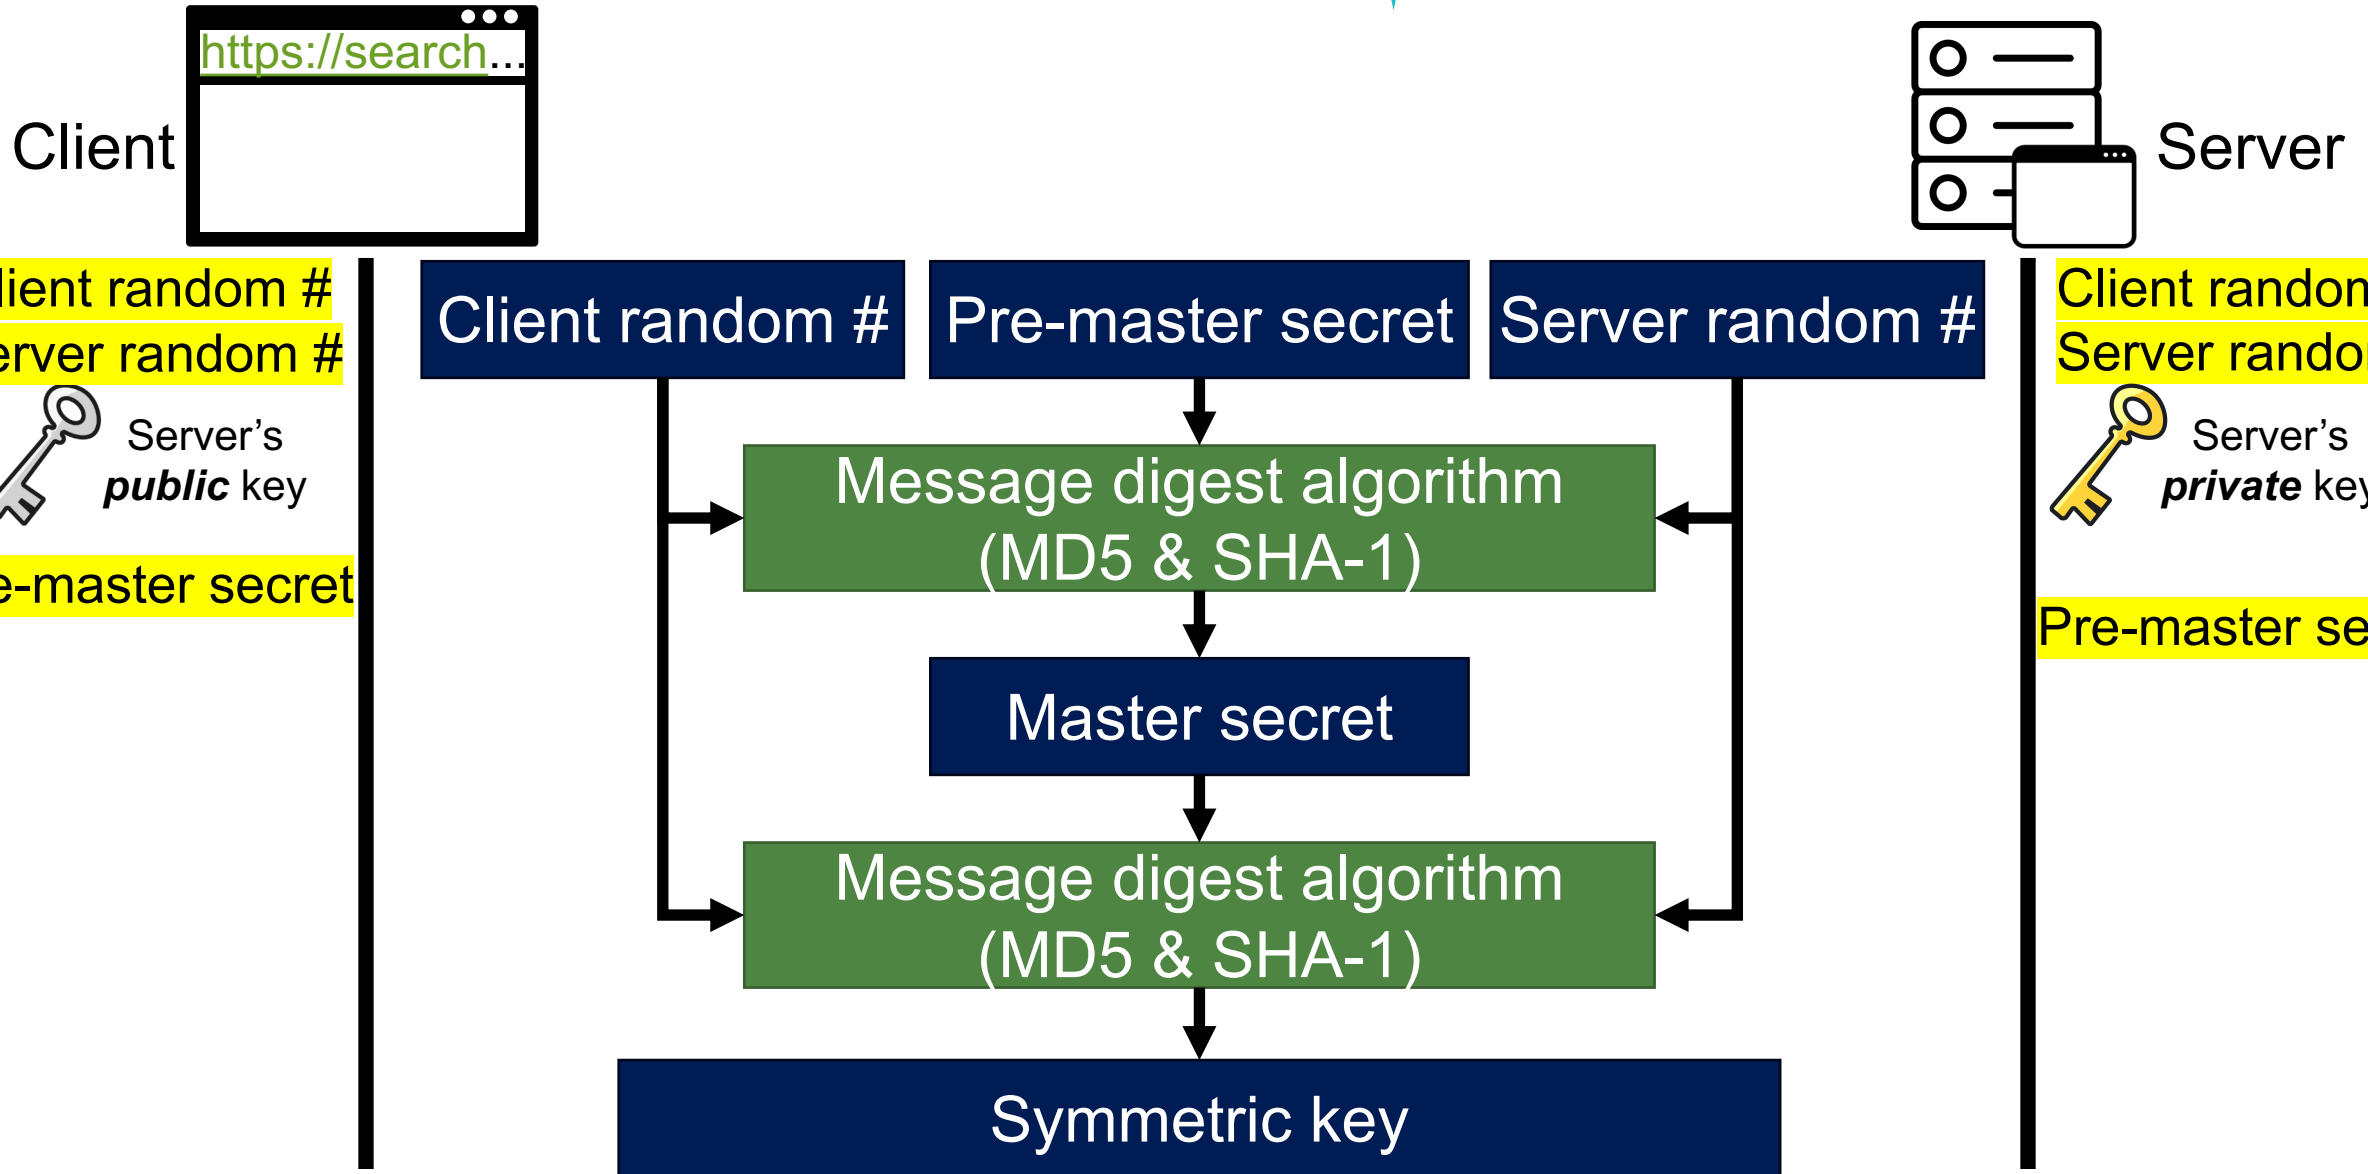 https://search...
Client
Server
lient random #
erver random #
Server's
public key
e-master secret
Client random #
Pre-master secret
Server random #
Message digest algorithm
(MD5 & SHA-1)
Master secret
Message digest algorithm
(MD5 & SHA-1)
Symmetric key
Client random
Server random
Server's
private key
Pre-master se